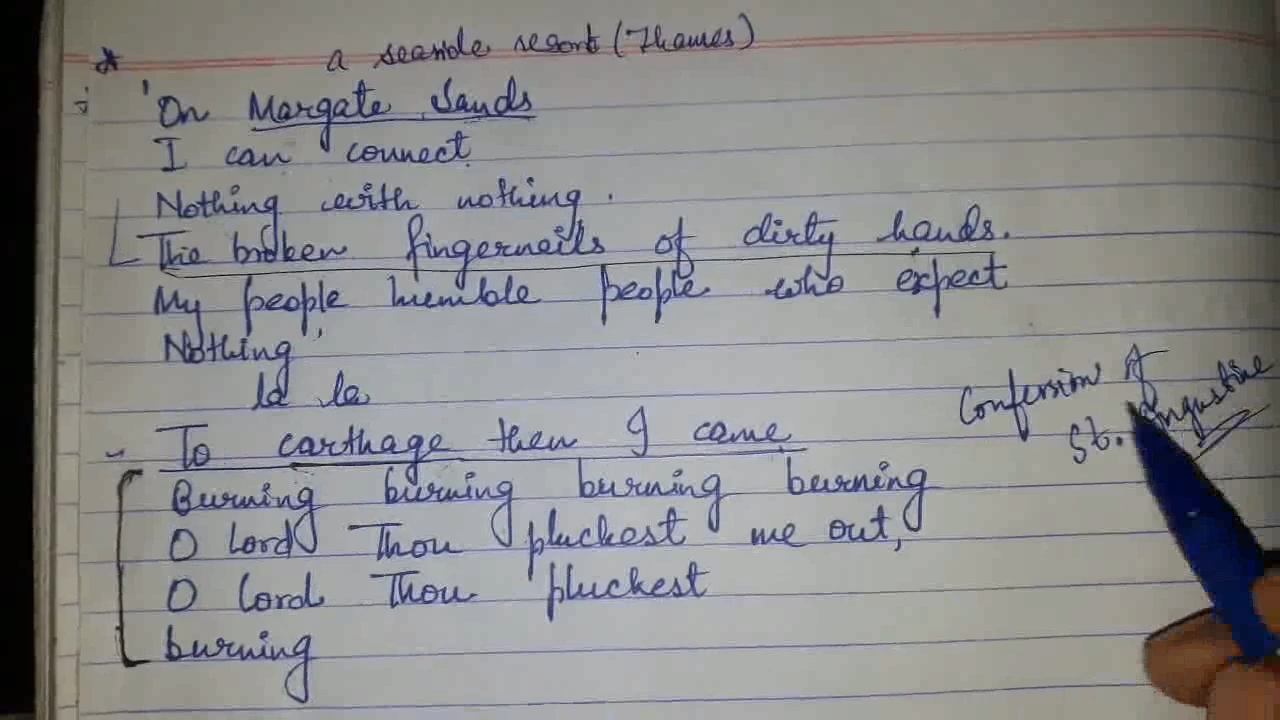 a seaside resort (Thames)
'On Margate Sands
I can connect
Nothing with nothing.
The broken fingernails of dirty hands.
My people humble people who expect
Nothing'
la la
To carthage then I came
Burning burning burning burning
O Lord Thou pluckest me out,
O Lord Thou pluckest
burning
Confession of
St. Augustine